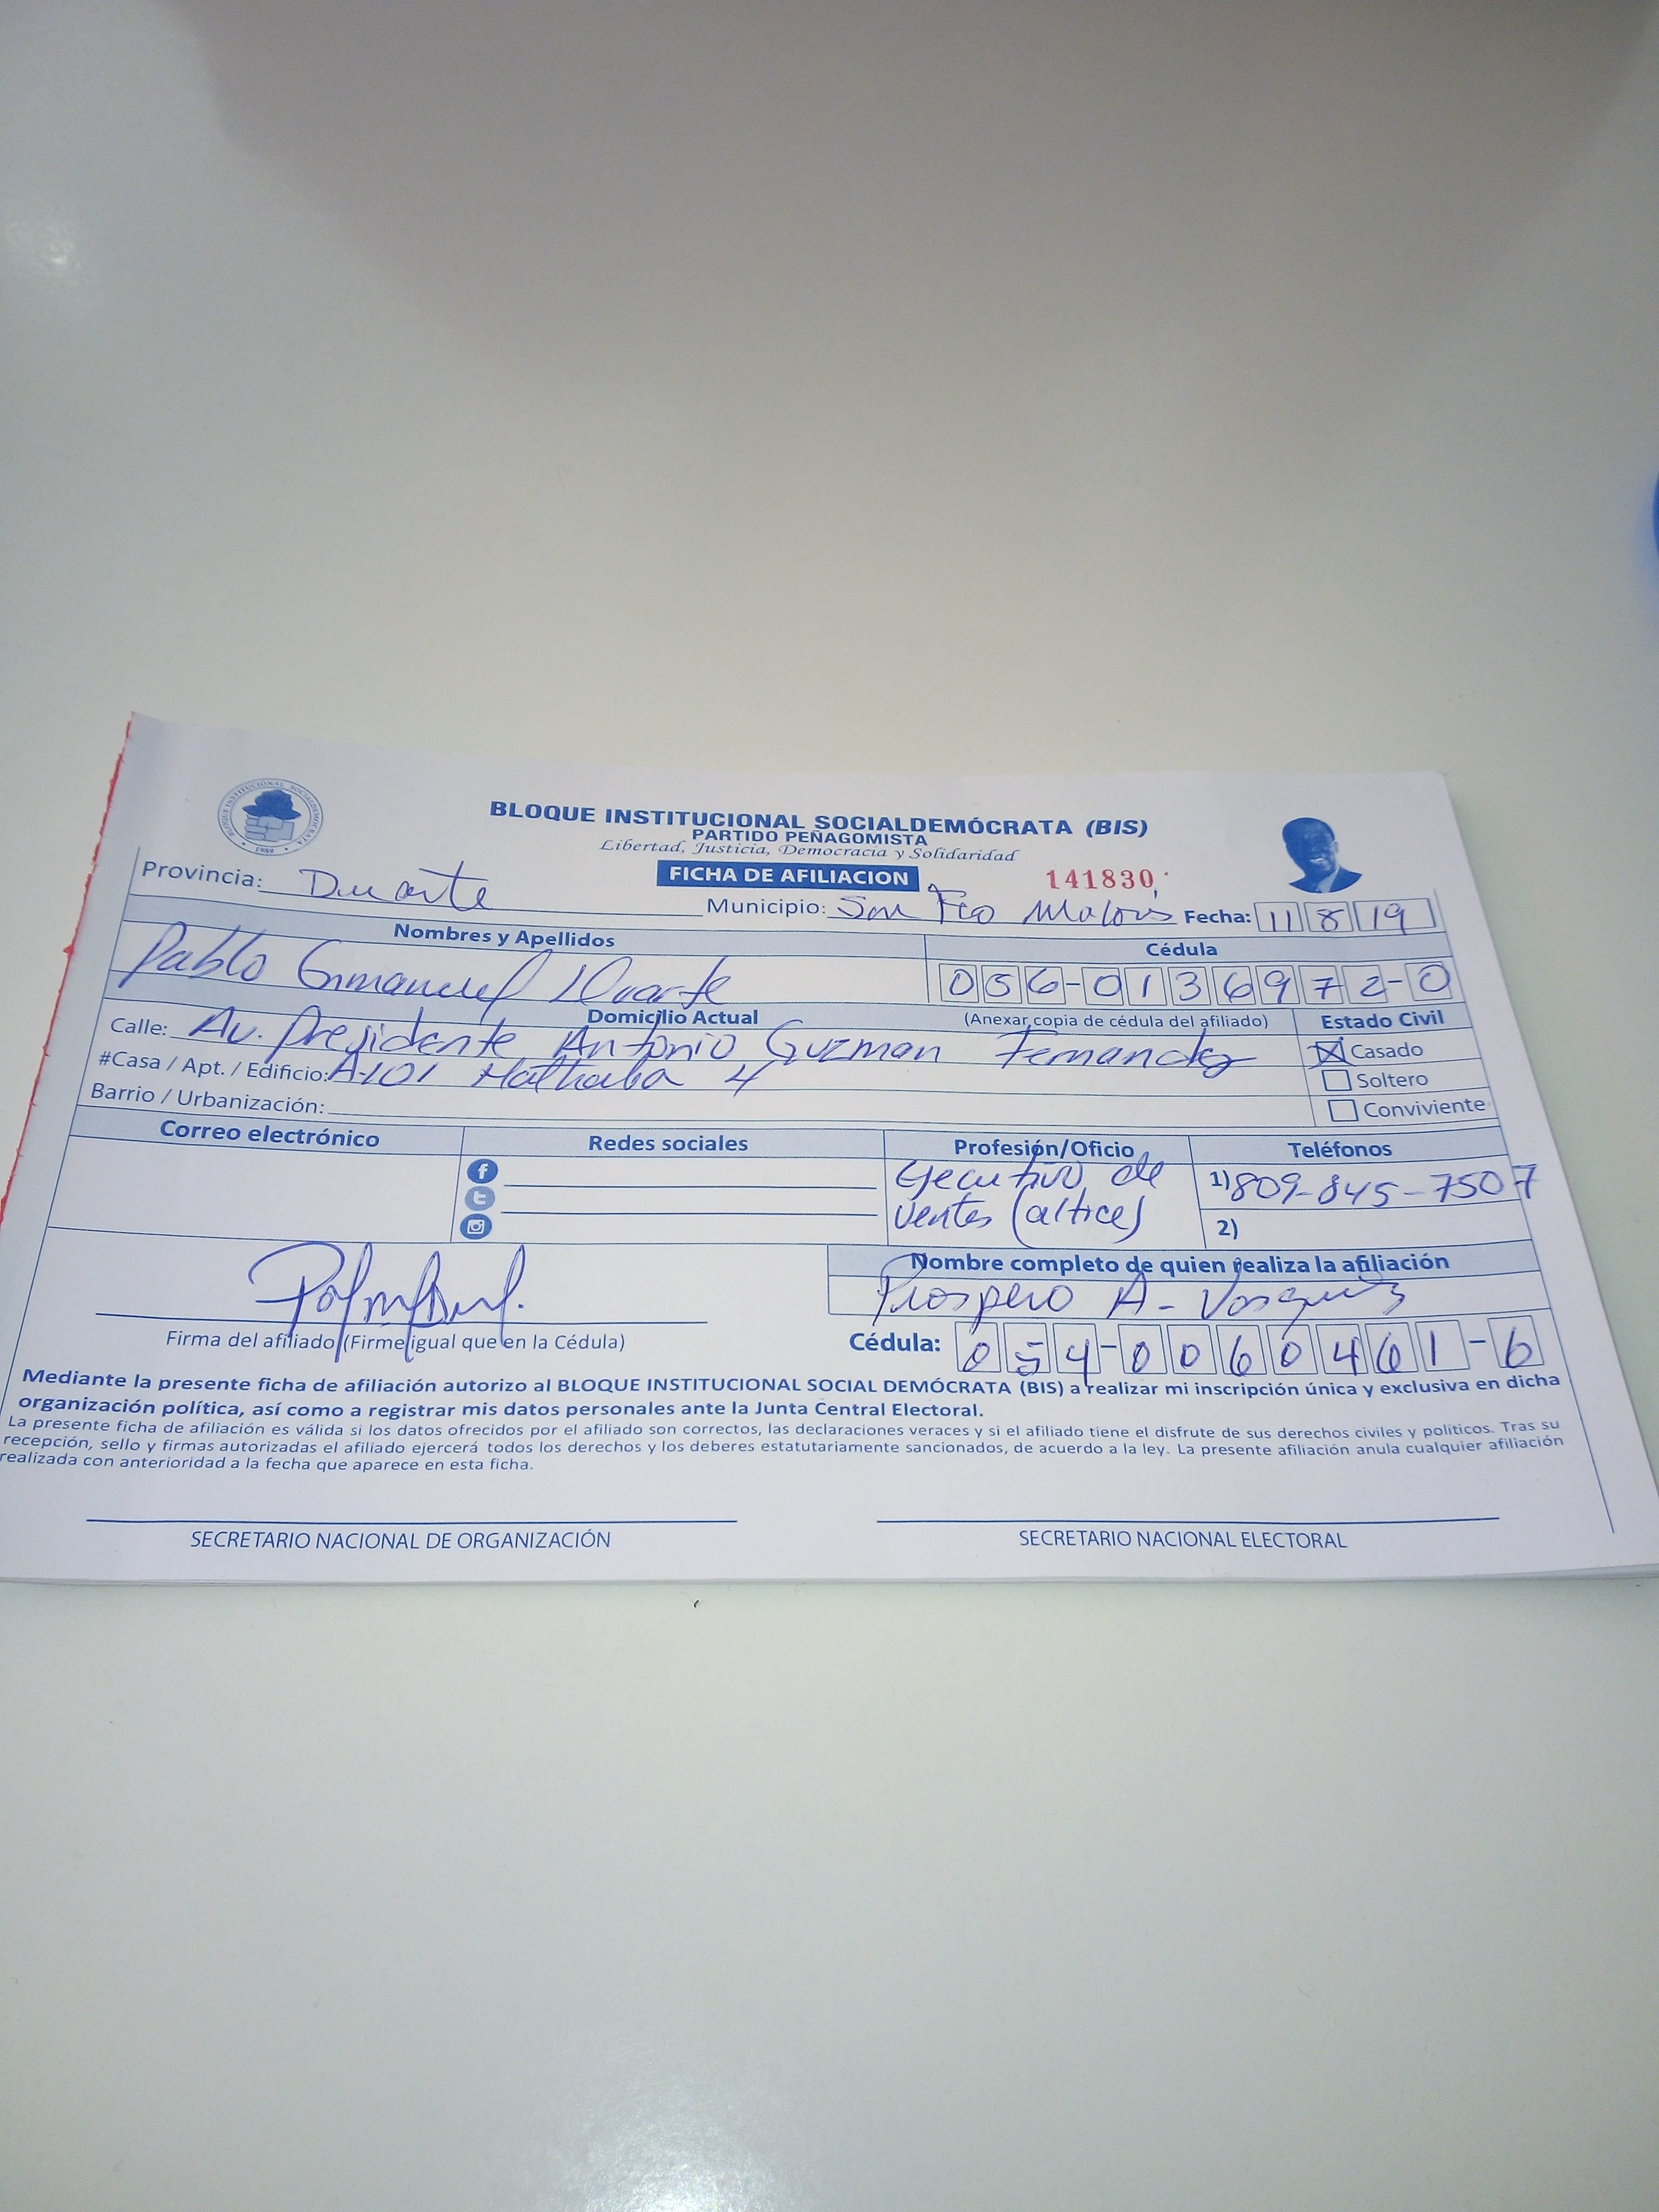 BLOQUE INSTITUCIONAL SOCIALDEMÓCRATA (BIS)
PARTIDO PEÑAGOMISTA
Libertad, Justicia, Democracia y Solidaridad
BLOQUE INSTITUCIONAL SOCIALDEMOCRATA
1989
FICHA DE AFILIACION
141830
Provincia: Duarte
Municipio: San Fco Macoris Fecha: 11 8 19
Nombres y Apellidos
Cédula
Pablo Emmanuel Duarte
056-0136972-0
Domicilio Actual
(Anexar copia de cédula del afiliado)
Estado Civil
Calle: Av. Presidente Antonio Guzman Fernandez
Casado
#Casa / Apt. / Edificio: A-101 4
Soltero
Barrio / Urbanización:
Conviviente
Correo electrónico
Redes sociales
Profesión/Oficio
Teléfonos
Ejecutivo de
ventas (altice)
1) 809-845-7507
2)
Nombre completo de quien realiza la afiliación
Prospero A- Vasquez
Firma del afiliado (Firme igual que en la Cédula)
Cédula: 054-0060461-6
Mediante la presente ficha de afiliación autorizo al BLOQUE INSTITUCIONAL SOCIAL DEMÓCRATA (BIS) a realizar mi inscripción única y exclusiva en dicha
organización política, así como a registrar mis datos personales ante la Junta Central Electoral.
La presente ficha de afiliación es válida si los datos ofrecidos por el afiliado son correctos, las declaraciones veraces y si el afiliado tiene el disfrute de sus derechos civiles y políticos. Tras su
recepción, sello y firmas autorizadas el afiliado ejercerá todos los derechos y los deberes estatutariamente sancionados, de acuerdo a la ley. La presente afiliación anula cualquier afiliación
realizada con anterioridad a la fecha que aparece en esta ficha.
SECRETARIO NACIONAL DE ORGANIZACIÓN
SECRETARIO NACIONAL ELECTORAL